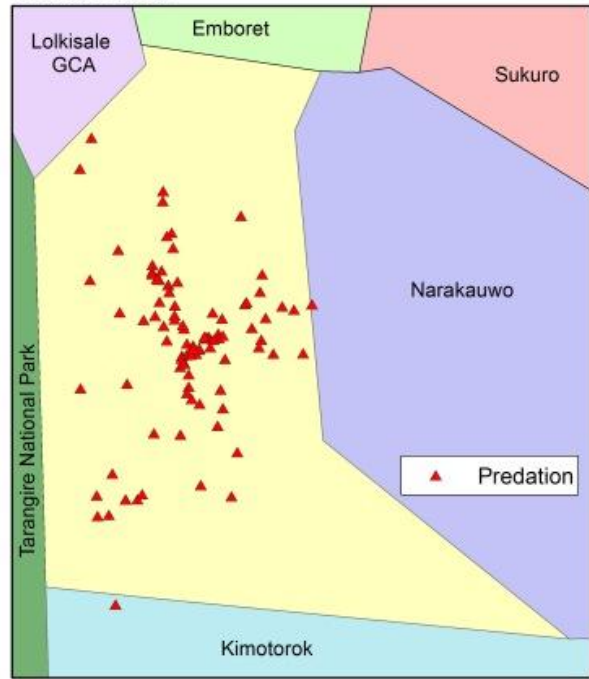 Lolkisale
GCA
Emboret
Sukuro
Narakauwo
Tarangire National Park
Predation
Kimotorok